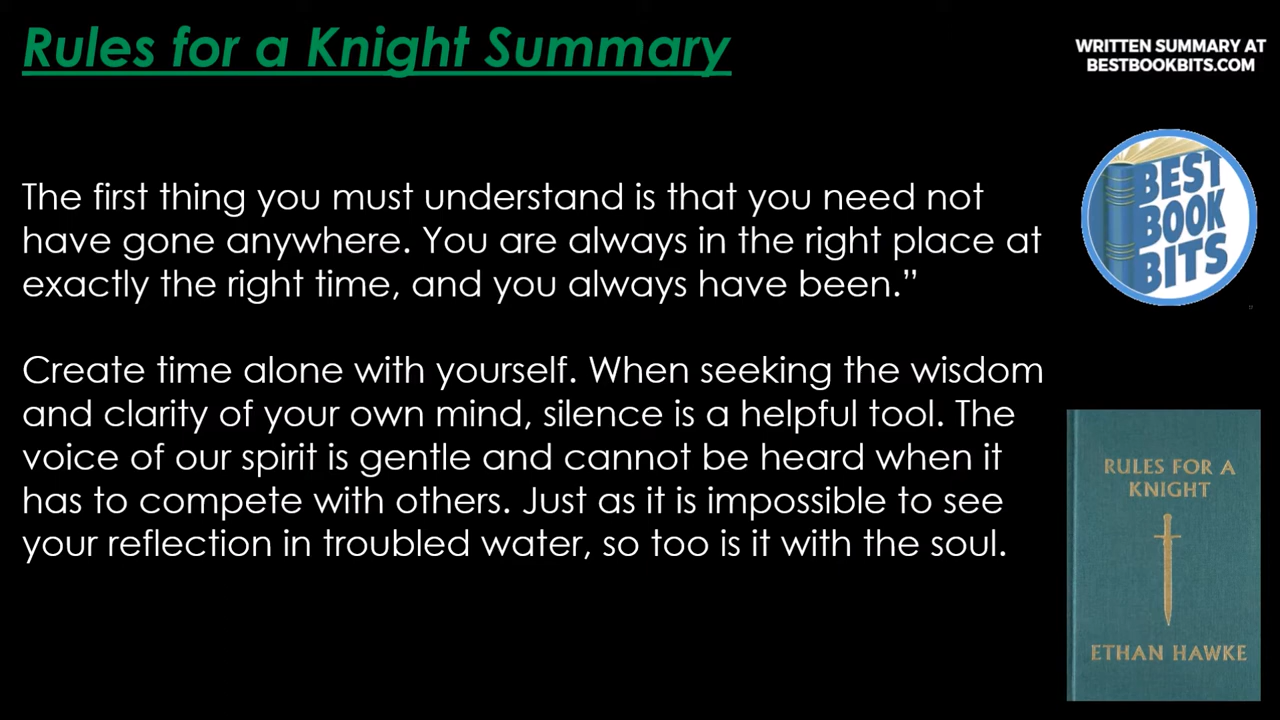 Rules for a Knight Summary
WRITTEN SUMMARY AT
BESTBOOKBITS.COM
The first thing you must understand is that you need not
have gone anywhere. You are always in the right place at
exactly the right time, and you always have been.”
Create time alone with yourself. When seeking the wisdom
and clarity of your own mind, silence is a helpful tool. The
voice of our spirit is gentle and cannot be heard when it
has to compete with others. Just as it is impossible to see
your reflection in troubled water, so too is it with the soul.
BEST
BOOK
BITS
RULES FOR A
KNIGHT
ETHAN HAWKE